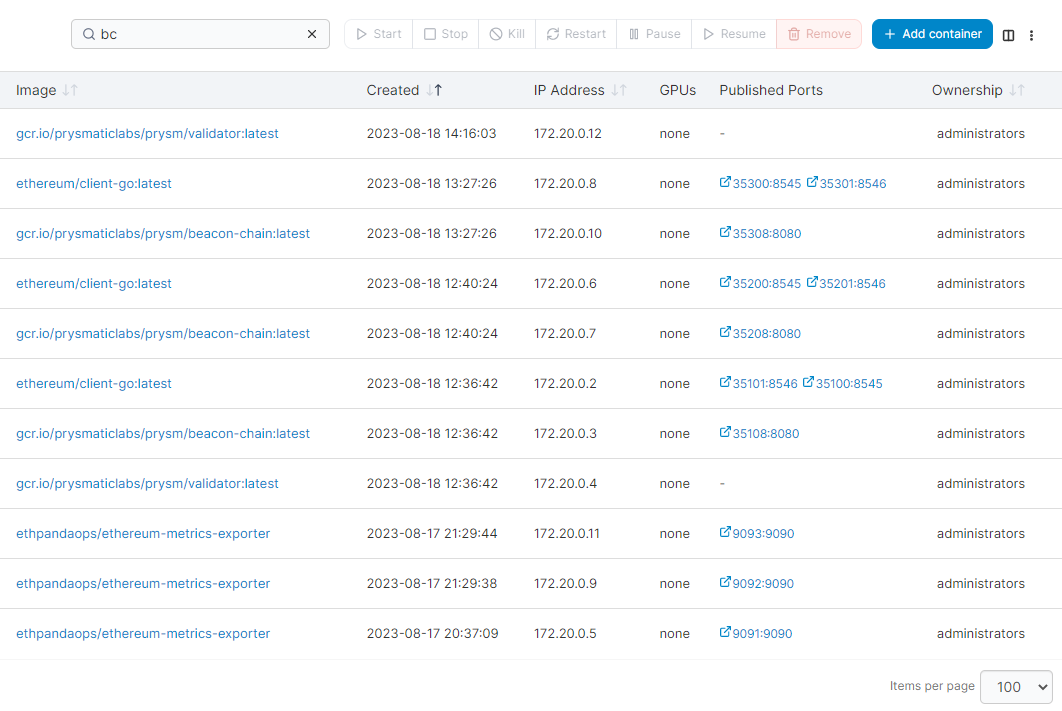 bc Start Stop Kill Restart Pause Resume Remove Add container
Image Created IP Address GPUs Published Ports Ownership
gcr.io/prysmaticlabs/prysm/validator:latest 2023-08-18 14:16:03 172.20.0.12 none - administrators
ethereum/client-go:latest 2023-08-18 13:27:26 172.20.0.8 none 35300:8545 35301:8546 administrators
gcr.io/prysmaticlabs/prysm/beacon-chain:latest 2023-08-18 13:27:26 172.20.0.10 none 35308:8080 administrators
ethereum/client-go:latest 2023-08-18 12:40:24 172.20.0.6 none 35200:8545 35201:8546 administrators
gcr.io/prysmaticlabs/prysm/beacon-chain:latest 2023-08-18 12:40:24 172.20.0.7 none 35208:8080 administrators
ethereum/client-go:latest 2023-08-18 12:36:42 172.20.0.2 none 35101:8546 35100:8545 administrators
gcr.io/prysmaticlabs/prysm/beacon-chain:latest 2023-08-18 12:36:42 172.20.0.3 none 35108:8080 administrators
gcr.io/prysmaticlabs/prysm/validator:latest 2023-08-18 12:36:42 172.20.0.4 none - administrators
ethpandaops/ethereum-metrics-exporter 2023-08-17 21:29:44 172.20.0.11 none 9093:9090 administrators
ethpandaops/ethereum-metrics-exporter 2023-08-17 21:29:38 172.20.0.9 none 9092:9090 administrators
ethpandaops/ethereum-metrics-exporter 2023-08-17 20:37:09 172.20.0.5 none 9091:9090 administrators
Items per page 100